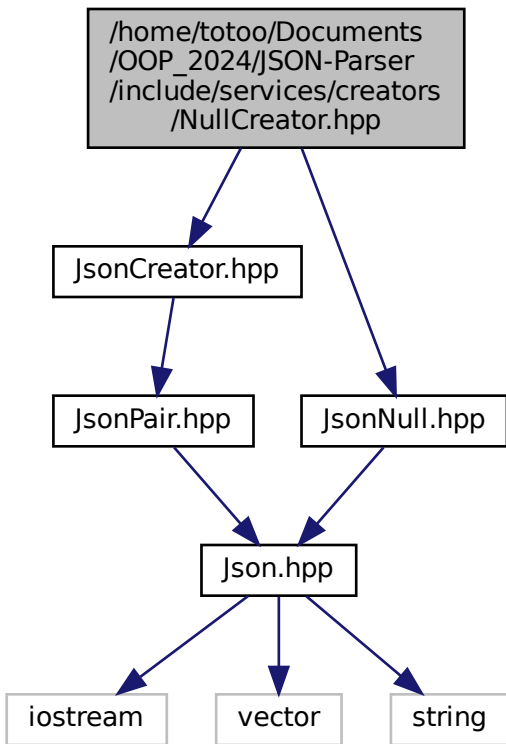 /home/totoo/Documents
/OOP_2024/JSON-Parser
/include/services/creators
/NullCreator.hpp
JsonCreator.hpp
JsonPair.hpp
JsonNull.hpp
Json.hpp
iostream
vector
string